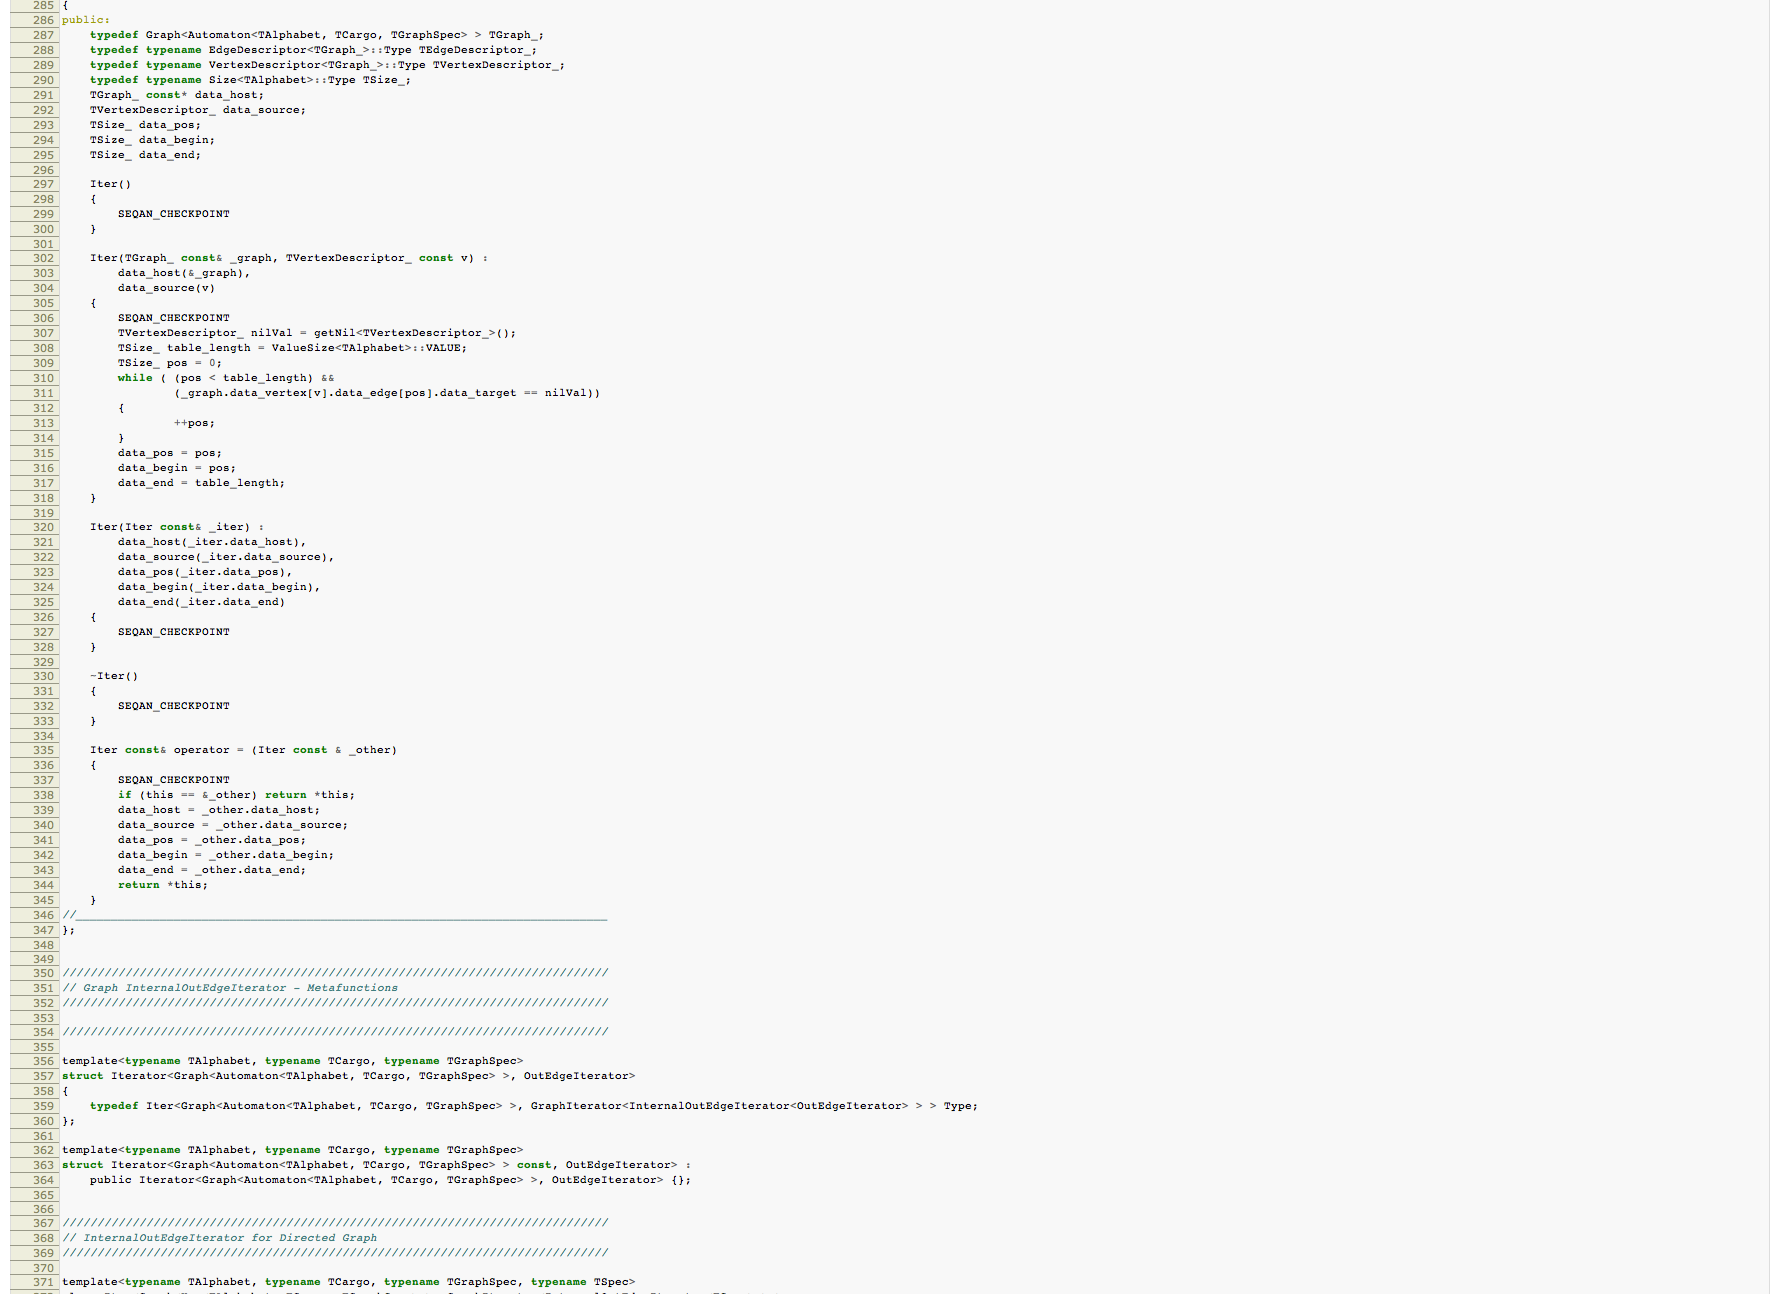 285 {
286 public:
287     typedef Graph<Automaton<TAlphabet, TCargo, TGraphSpec> > TGraph_;
288     typedef typename EdgeDescriptor<TGraph_>::Type TEdgeDescriptor_;
289     typedef typename VertexDescriptor<TGraph_>::Type TVertexDescriptor_;
290     typedef typename Size<TAlphabet>::Type TSize_;
291     TGraph_ const* data_host;
292     TVertexDescriptor_ data_source;
293     TSize_ data_pos;
294     TSize_ data_begin;
295     TSize_ data_end;
296
297     Iter()
298     {
299         SEQAN_CHECKPOINT
300     }
301
302     Iter(TGraph_ const& _graph, TVertexDescriptor_ const v) :
303         data_host(&_graph),
304         data_source(v)
305     {
306         SEQAN_CHECKPOINT
307         TVertexDescriptor_ nilVal = getNil<TVertexDescriptor_>();
308         TSize_ table_length = ValueSize<TAlphabet>::VALUE;
309         TSize_ pos = 0;
310         while ( (pos < table_length) &&
311                 (_graph.data_vertex[v].data_edge[pos].data_target == nilVal))
312         {
313                 ++pos;
314         }
315         data_pos = pos;
316         data_begin = pos;
317         data_end = table_length;
318     }
319
320     Iter(Iter const& _iter) :
321         data_host(_iter.data_host),
322         data_source(_iter.data_source),
323         data_pos(_iter.data_pos),
324         data_begin(_iter.data_begin),
325         data_end(_iter.data_end)
326     {
327         SEQAN_CHECKPOINT
328     }
329
330     ~Iter()
331     {
332         SEQAN_CHECKPOINT
333     }
334
335     Iter const& operator = (Iter const & _other)
336     {
337         SEQAN_CHECKPOINT
338         if (this == &_other) return *this;
339         data_host = _other.data_host;
340         data_source = _other.data_source;
341         data_pos = _other.data_pos;
342         data_begin = _other.data_begin;
343         data_end = _other.data_end;
344         return *this;
345     }
346 //____________________________________________________________________________
347 };
348
349
350 //////////////////////////////////////////////////////////////////////////////
351 // Graph InternalOutEdgeIterator - Metafunctions
352 //////////////////////////////////////////////////////////////////////////////
353
354 //////////////////////////////////////////////////////////////////////////////
355
356 template<typename TAlphabet, typename TCargo, typename TGraphSpec>
357 struct Iterator<Graph<Automaton<TAlphabet, TCargo, TGraphSpec> >, OutEdgeIterator>
358 {
359     typedef Iter<Graph<Automaton<TAlphabet, TCargo, TGraphSpec> >, GraphIterator<InternalOutEdgeIterator<OutEdgeIterator> > > Type;
360 };
361
362 template<typename TAlphabet, typename TCargo, typename TGraphSpec>
363 struct Iterator<Graph<Automaton<TAlphabet, TCargo, TGraphSpec> > const, OutEdgeIterator> :
364     public Iterator<Graph<Automaton<TAlphabet, TCargo, TGraphSpec> >, OutEdgeIterator> {};
365
366
367 //////////////////////////////////////////////////////////////////////////////
368 // InternalOutEdgeIterator for Directed Graph
369 //////////////////////////////////////////////////////////////////////////////
370
371 template<typename TAlphabet, typename TCargo, typename TGraphSpec, typename TSpec>